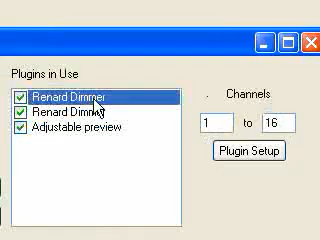 Plugins in Use
Renard Dimmer
Renard Dimmer
Adjustable preview
Channels
1 to 16
Plugin Setup